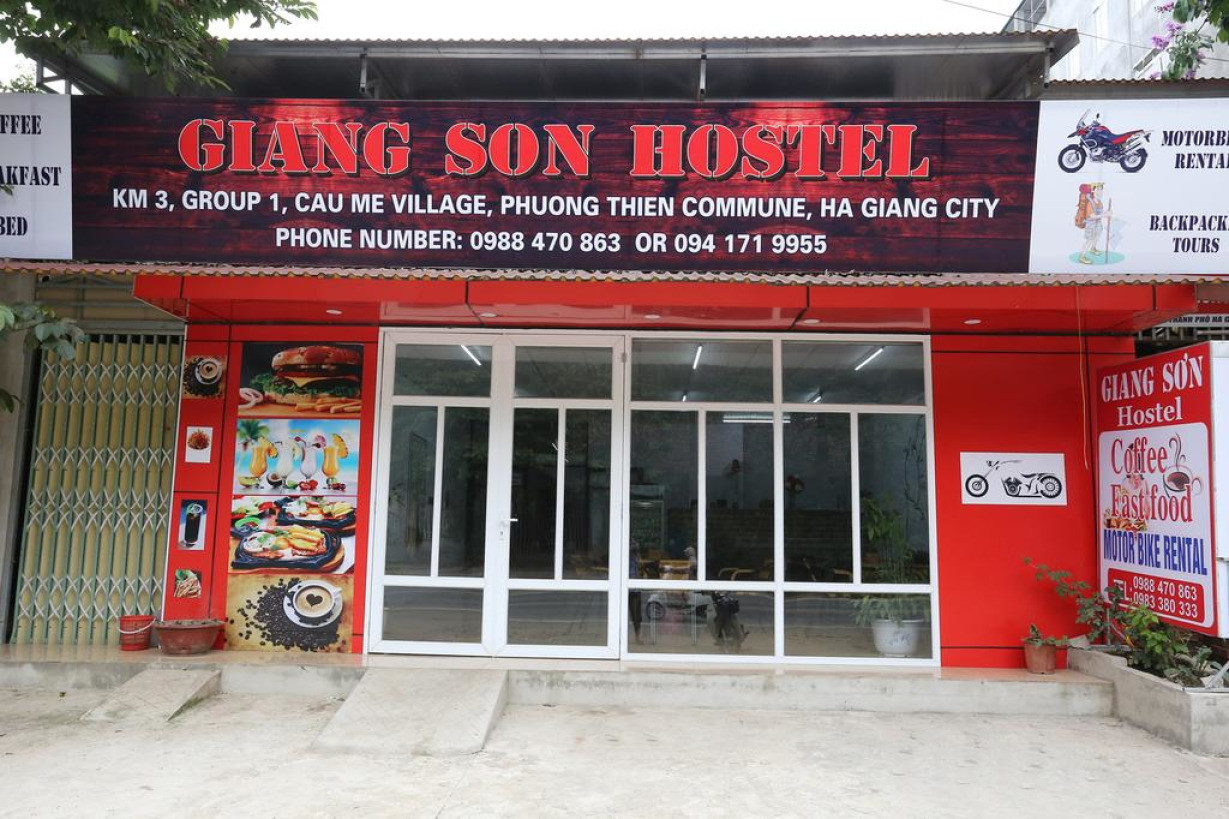 GIANG SON HOSTEL
KM 3, GROUP 1, CAU ME VILLAGE, PHUONG THIEN COMMUNE, HA GIANG CITY
PHONE NUMBER: 0988 470 863 OR 094 171 9955
FFEE
AKFAST
BED
MOTORBI
RENTA
BACKPACK
TOURS
GIANG SƠN
Hostel
Coffee
Fast food
MOTOR BIKE RENTAL
TEL: 0988 470 863
0983 380 333